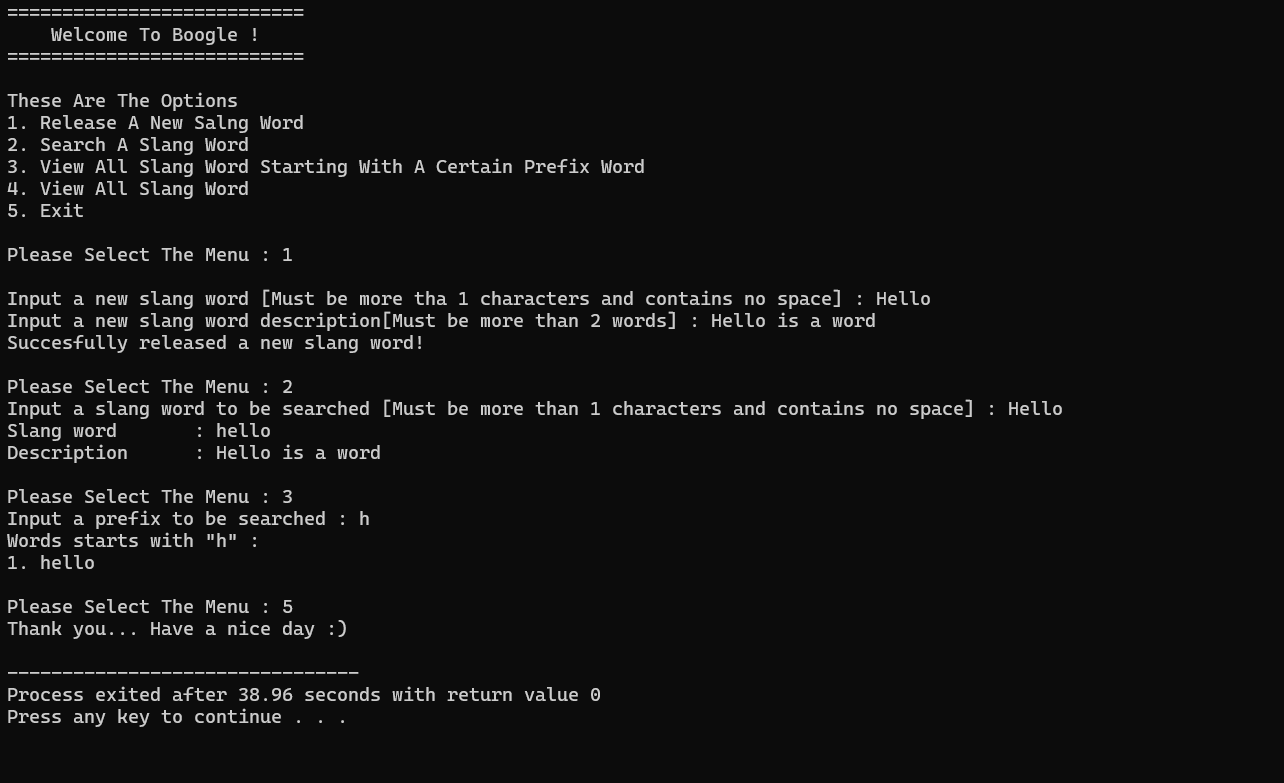 ===========================
    Welcome To Boogle !
===========================

These Are The Options
1. Release A New Salng Word
2. Search A Slang Word
3. View All Slang Word Starting With A Certain Prefix Word
4. View All Slang Word
5. Exit

Please Select The Menu : 1

Input a new slang word [Must be more tha 1 characters and contains no space] : Hello
Input a new slang word description[Must be more than 2 words] : Hello is a word
Succesfully released a new slang word!

Please Select The Menu : 2
Input a slang word to be searched [Must be more than 1 characters and contains no space] : Hello
Slang word       : hello
Description      : Hello is a word

Please Select The Menu : 3
Input a prefix to be searched : h
Words starts with "h" :
1. hello

Please Select The Menu : 5
Thank you... Have a nice day :)

--------------------------------
Process exited after 38.96 seconds with return value 0
Press any key to continue . . .